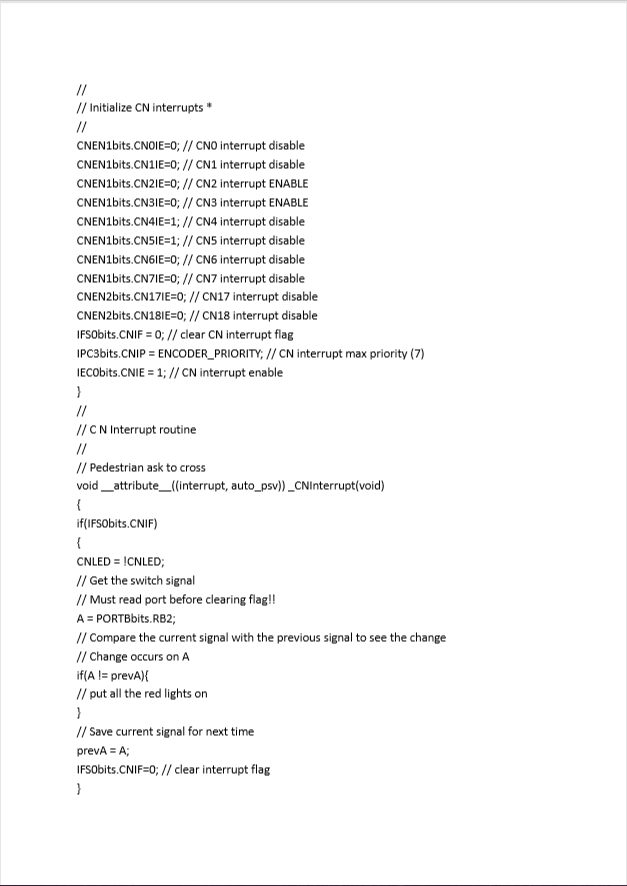 //
// Initialize CN interrupts *
//
CNEN1bits.CN0IE=0; // CN0 interrupt disable
CNEN1bits.CN1IE=0; // CN1 interrupt disable
CNEN1bits.CN2IE=0; // CN2 interrupt ENABLE
CNEN1bits.CN3IE=0; // CN3 interrupt ENABLE
CNEN1bits.CN4IE=1; // CN4 interrupt disable
CNEN1bits.CN5IE=1; // CN5 interrupt disable
CNEN1bits.CN6IE=0; // CN6 interrupt disable
CNEN1bits.CN7IE=0; // CN7 interrupt disable
CNEN2bits.CN17IE=0; // CN17 interrupt disable
CNEN2bits.CN18IE=0; // CN18 interrupt disable
IFS0bits.CNIF = 0; // clear CN interrupt flag
IPC3bits.CNIP = ENCODER_PRIORITY; // CN interrupt max priority (7)
IEC0bits.CNIE = 1; // CN interrupt enable
}
//
// C N Interrupt routine
//
// Pedestrian ask to cross
void __attribute__((interrupt, auto_psv)) _CNInterrupt(void)
{
if(IFS0bits.CNIF)
{
CNLED = !CNLED;
// Get the switch signal
// Must read port before clearing flag!!
A = PORTBbits.RB2;
// Compare the current signal with the previous signal to see the change
// Change occurs on A
if(A != prevA){
// put all the red lights on
}
// Save current signal for next time
prevA = A;
IFS0bits.CNIF=0; // clear interrupt flag
}